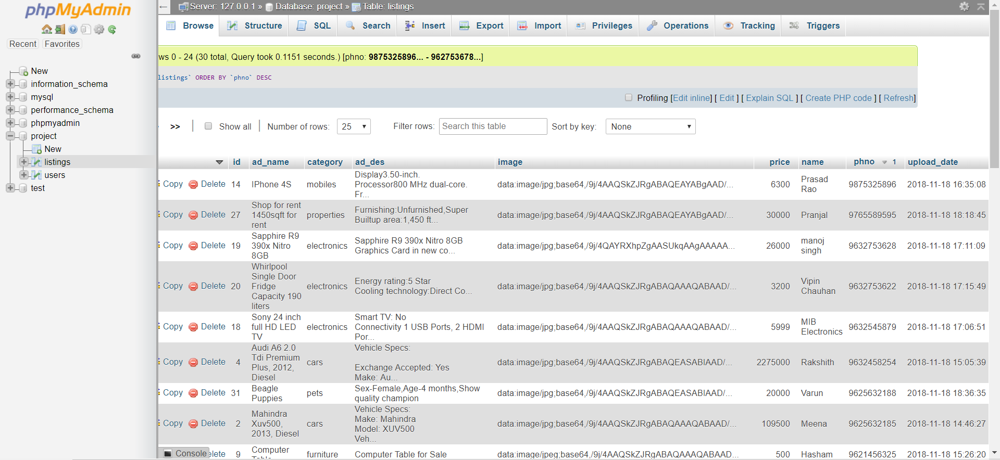 phpMyAdmin
Recent Favorites
New
information_schema
mysql
performance_schema
phpmyadmin
project
New
listings
users
test
← Server: 127.0.0.1 » Database: project » Table: listings
Browse Structure SQL Search Insert Export Import Privileges Operations Tracking Triggers
ws 0 - 24 (30 total, Query took 0.1151 seconds.) [phno: 9875325896... - 962753678...]
listings` ORDER BY `phno` DESC
Profiling [Edit inline] [ Edit ] [ Explain SQL ] [ Create PHP code ] [ Refresh]
>> | Show all | Number of rows: 25 Filter rows: Search this table Sort by key: None
id ad_name category ad_des image price name phno 1 upload_date
Copy Delete 14 IPhone 4S mobiles Display3.50-inch.
Processor800 MHz dual-core.
Fr... data:image/jpg;base64,/9j/4AAQSkZJRgABAQEAYABgAAD/... 6300 Prasad
Rao 9875325896 2018-11-18 16:35:08
Copy Delete 27 Shop for rent
1450sqft for
rent properties Furnishing:Unfurnished,Super
Builtup area:1,450 ft... data:image/jpg;base64,/9j/4AAQSkZJRgABAQEAYABgAAD/... 30000 Pranjal 9765589595 2018-11-18 18:18:45
Copy Delete 19 Sapphire R9
390x Nitro
8GB electronics Sapphire R9 390x Nitro 8GB
Graphics Card in new co... data:image/jpg;base64,/9j/4QAYRXhpZgAASUkqAAgAAAAA... 26000 manoj
singh 9632753628 2018-11-18 17:11:09
Copy Delete 20 Whirlpool
Single Door
Fridge
Capacity 190
liters electronics Energy rating:5 Star
Cooling technology:Direct Co... data:image/jpg;base64,/9j/4AAQSkZJRgABAQAAAQABAAD/... 3200 Vipin
Chauhan 9632753622 2018-11-18 17:15:49
Copy Delete 18 Sony 24 inch
full HD LED
TV electronics Smart TV: No
Connectivity 1 USB Ports, 2 HDMI
Por... data:image/jpg;base64,/9j/4AAQSkZJRgABAQAAAQABAAD/... 5999 MIB
Electronics 9632545879 2018-11-18 17:06:51
Copy Delete 4 Audi A6 2.0
Tdi Premium
Plus, 2012,
Diesel cars Vehicle Specs:
Exchange Accepted: Yes
Make: Au... data:image/jpg;base64,/9j/4AAQSkZJRgABAQEASABIAAD/... 2275000 Rakshith 9632458254 2018-11-18 15:05:39
Copy Delete 31 Beagle
Puppies pets Sex-Female,Age-4 months,Show
quality champion data:image/jpg;base64,/9j/4AAQSkZJRgABAQEASABIAAD/... 20000 Varun 9625632188 2018-11-18 18:36:35
Copy Delete 2 Mahindra
Xuv500,
2013, Diesel cars Vehicle Specs:
Make: Mahindra
Model: XUV500
Veh... data:image/jpg;base64,/9j/4AAQSkZJRgABAQAAAQABAAD/... 109500 Meena 9625632185 2018-11-18 14:46:27
Console elete 9 Computer
furniture Computer Table for Sale data:image/jpeg;base64,/9j/4AAQSkZJRgABAQAAAQABAAD... 500 Hasham 9621456325 2018-11-18 15:26:20